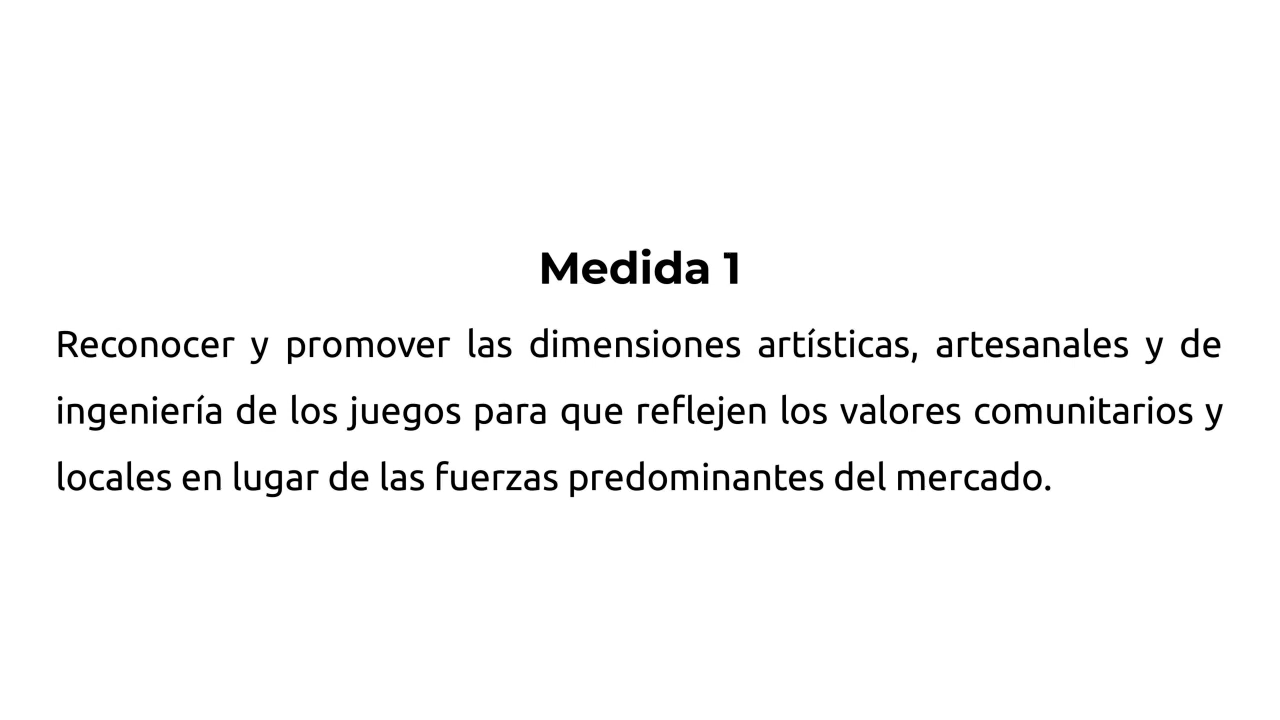 Medida 1
Reconocer y promover las dimensiones artísticas, artesanales y de
ingeniería de los juegos para que reflejen los valores comunitarios y
locales en lugar de las fuerzas predominantes del mercado.